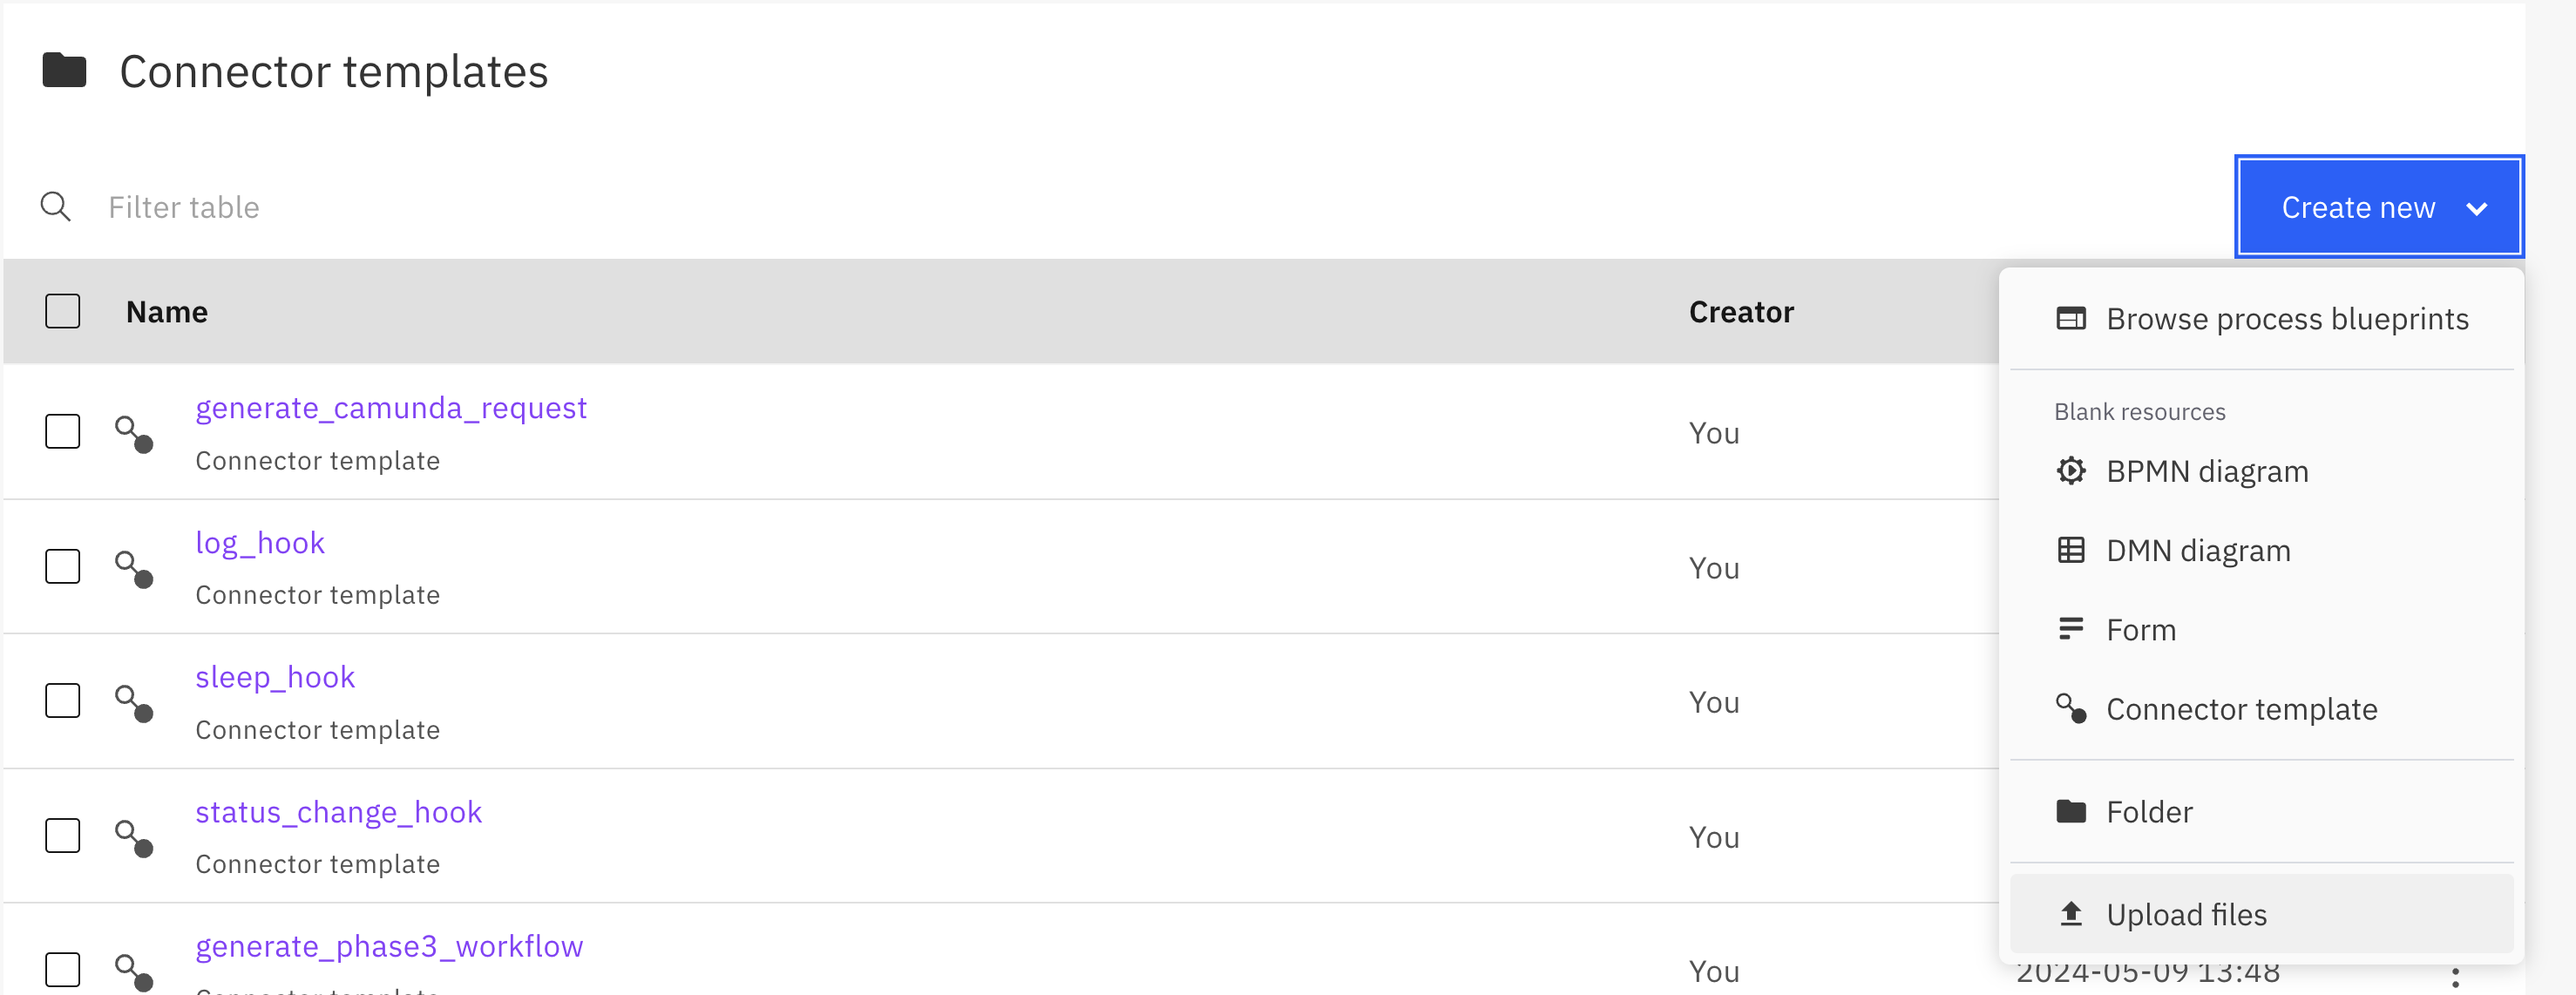 Connector templates
Filter table
Create new
Name
Creator
Browse process blueprints
Blank resources
BPMN diagram
DMN diagram
Form
Connector template
Folder
Upload files
generate_camunda_request
Connector template
You
log_hook
Connector template
You
sleep_hook
Connector template
You
status_change_hook
Connector template
You
generate_phase3_workflow
Connector template
You
2024-05-09 13:48